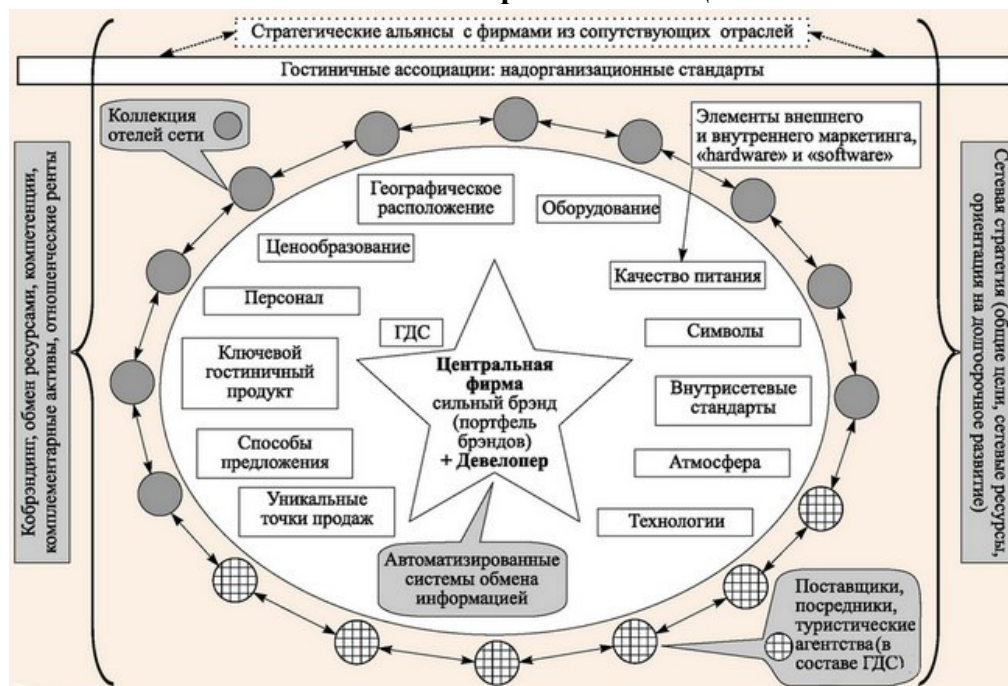 Стратегические альянсы с фирмами из сопутствующих отраслей
Гостиничные ассоциации: надорганизационные стандарты
Коллекция
отелей сети
Элементы внешнего
и внутреннего маркетинга,
«hardware» и «software»
Географическое
расположение
Оборудование
Ценообразование
Качество питания
Персонал
ГДС
Символы
Ключевой
гостиничный
продукт
Центральная
фирма
сильный брэнд
(портфель
брэндов)
+ Девелопер
Внутрисетевые
стандарты
Способы
предложения
Атмосфера
Уникальные
точки продаж
Технологии
Автоматизированные
системы обмена
информацией
Поставщики,
посредники,
туристические
агентства (в
составе ГДС)
Кобрэндинг, обмен ресурсами, компетенции,
комплементарные активы, отношенческие ренты
Сетевая стратегия (общие цели, сетевые ресурсы,
ориентация на долгосрочное развитие)